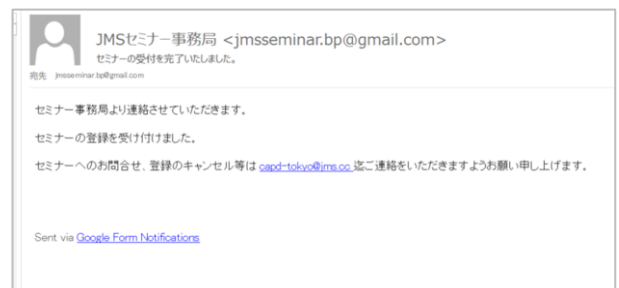 JMSセミナー事務局 <jmsseminar.bp@gmail.com>
セミナーの受付を完了いたしました。
宛先 jmsseminar.bp@gmail.com
セミナー事務局より連絡させていただきます。
セミナーの登録を受け付けました。
セミナーへのお問合せ、登録のキャンセル等は capd-tokyo@jms.cc 迄ご連絡をいただきますようお願い申し上げます。
Sent via Google Form Notifications